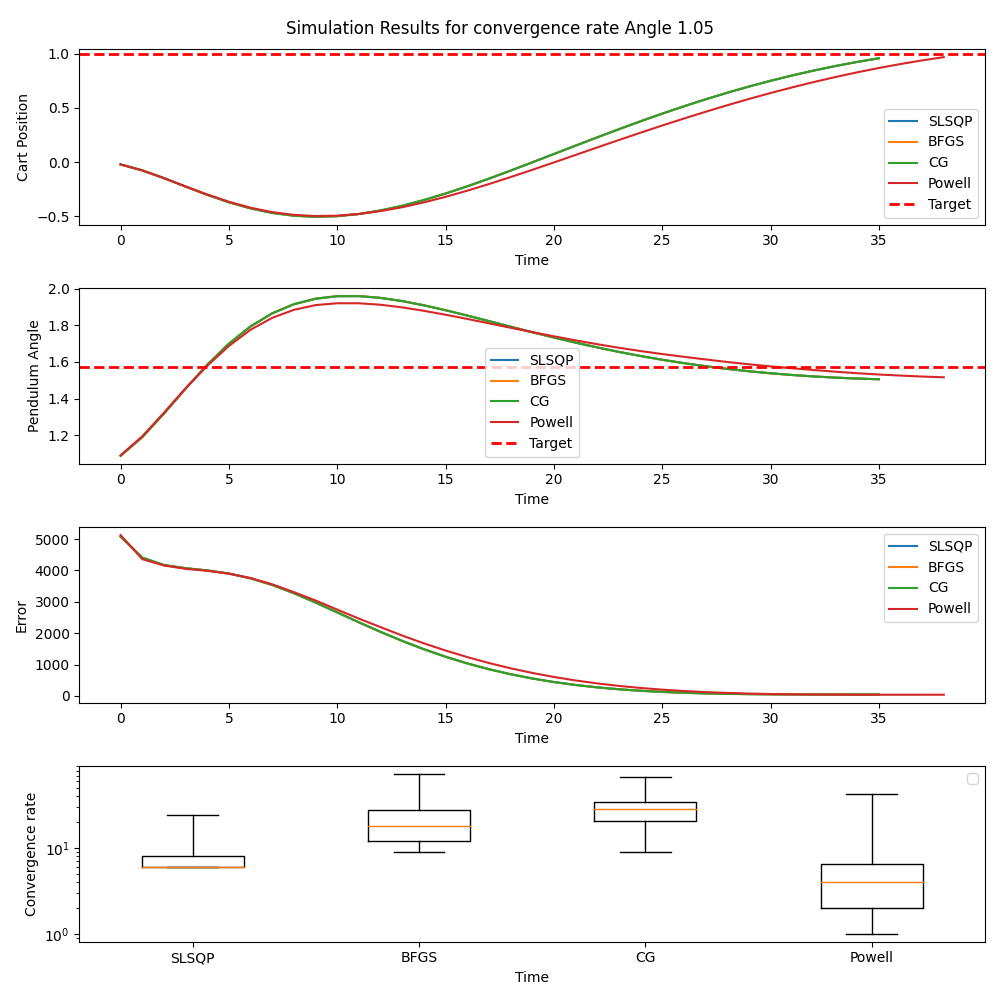 Simulation Results for convergence rate Angle 1.05
Cart Position
1.0
0.5
0.0
−0.5
SLSQP
BFGS
CG
Powell
Target
0 5 10 15 20 25 30 35
Time
Pendulum Angle
2.0
1.8
1.6
1.4
1.2
SLSQP
BFGS
CG
Powell
Target
0 5 10 15 20 25 30 35
Time
Error
5000
4000
3000
2000
1000
0
SLSQP
BFGS
CG
Powell
0 5 10 15 20 25 30 35
Time
Convergence rate
10¹
10⁰
SLSQP BFGS CG Powell
Time